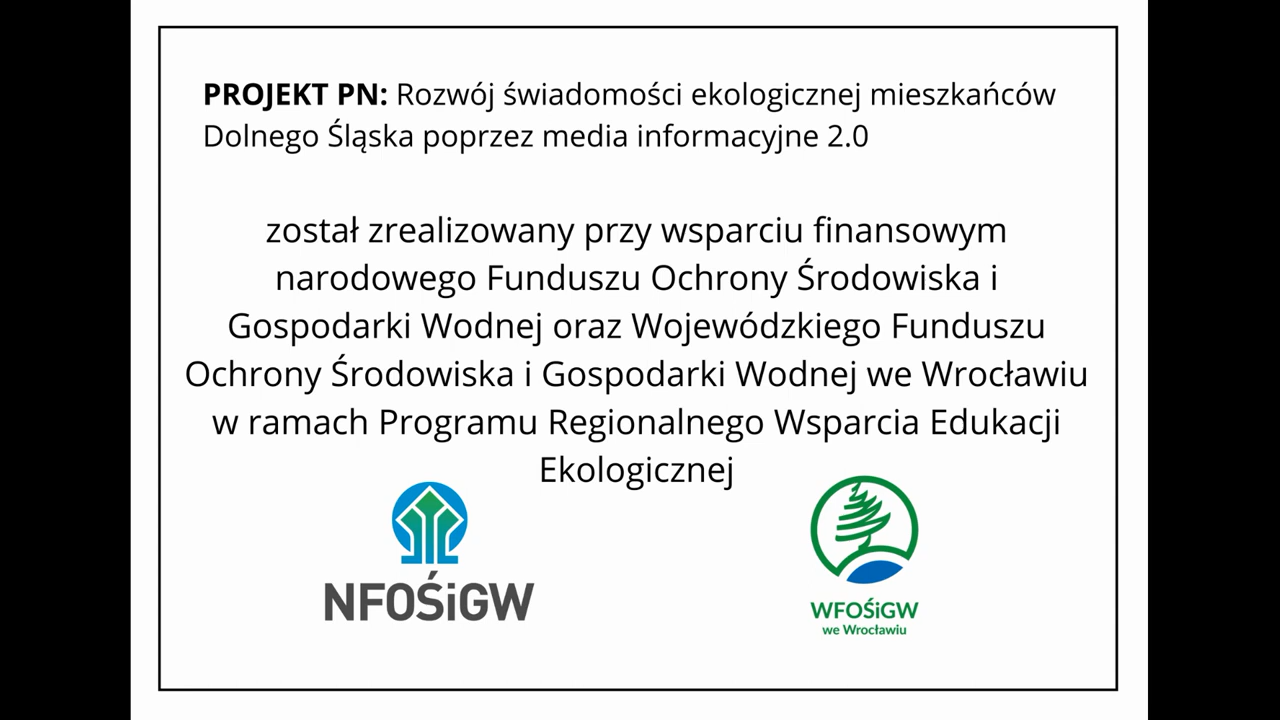 PROJEKT PN: Rozwój świadomości ekologicznej mieszkańców
Dolnego Śląska poprzez media informacyjne 2.0
został zrealizowany przy wsparciu finansowym
narodowego Funduszu Ochrony Środowiska i
Gospodarki Wodnej oraz Wojewódzkiego Funduszu
Ochrony Środowiska i Gospodarki Wodnej we Wrocławiu
w ramach Programu Regionalnego Wsparcia Edukacji
Ekologicznej
NFOŚiGW
WFOŚiGW
we Wrocławiu